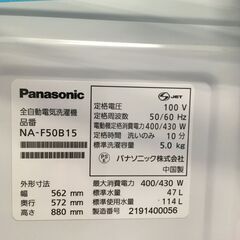 Panasonic
全自動電気洗濯機
品番
NA-F50B15
外形寸法
幅 562 mm
奥行 572 mm
高さ 880 mm
JET
定格電圧 100 V
定格周波数 50/60 Hz
電動機定格消費電力 400/430 W
定格時間 洗いのみ 10 分
標準洗濯容量 5.0 kg
パナソニック株式会社
中国製
最大消費電力 400/430 W
標準水量 47 L
標準使用水量 114 L
2191400056